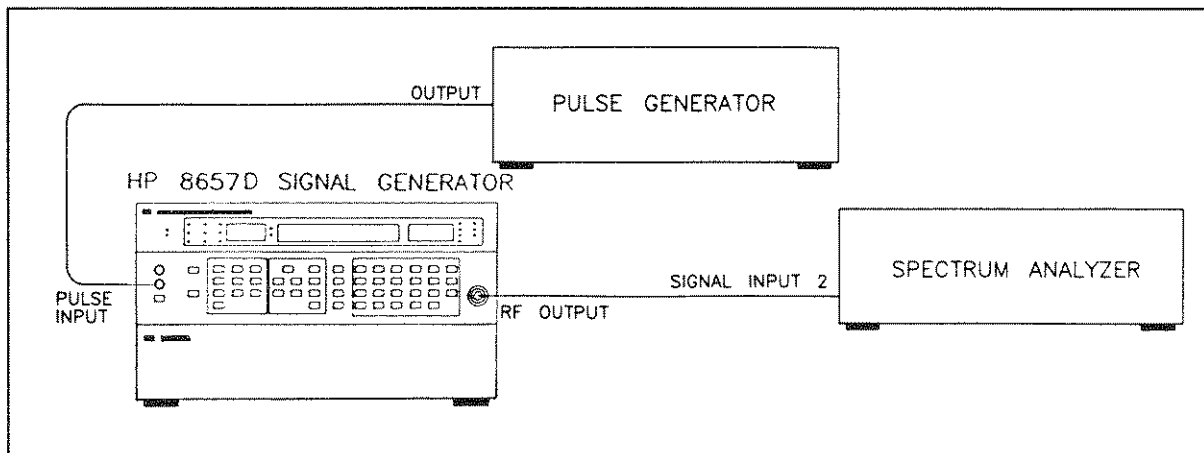 OUTPUT
PULSE GENERATOR
HP 8657D SIGNAL GENERATOR
SIGNAL INPUT 2
SPECTRUM ANALYZER
PULSE
INPUT
RF OUTPUT